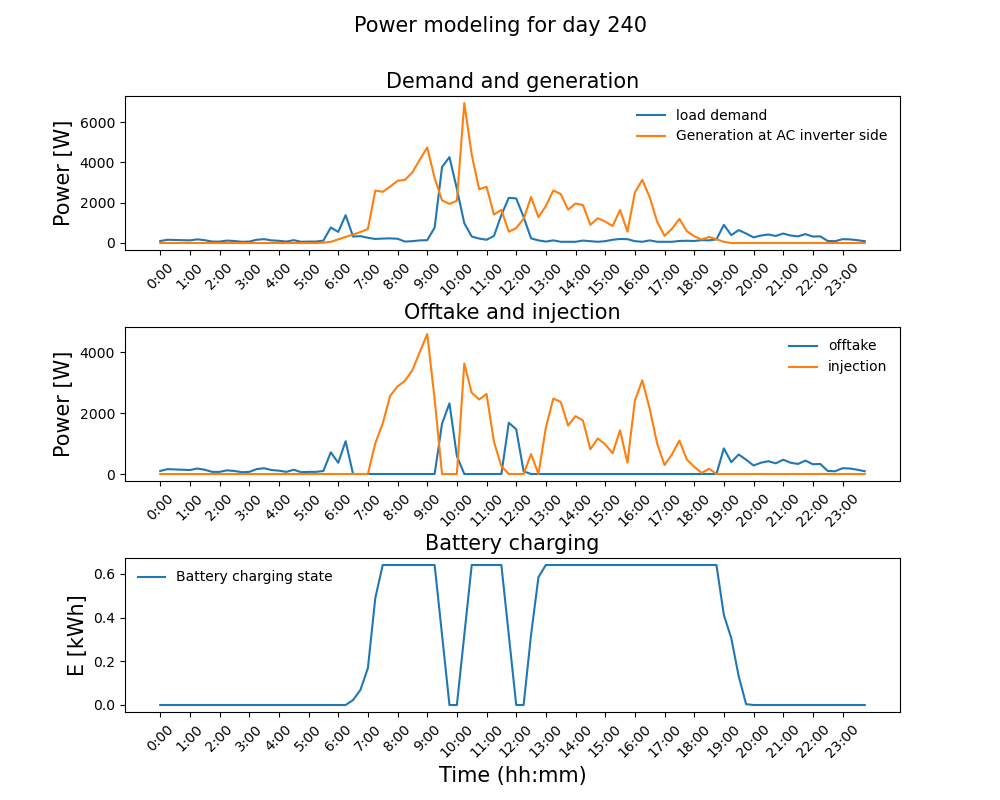 Power modeling for day 240
Demand and generation
Power [W]
6000
4000
2000
0
load demand
Generation at AC inverter side
0:00 1:00 2:00 3:00 4:00 5:00 6:00 7:00 8:00 9:00 10:00 11:00 12:00 13:00 14:00 15:00 16:00 17:00 18:00 19:00 20:00 21:00 22:00 23:00
Offtake and injection
Power [W]
4000
2000
0
offtake
injection
0:00 1:00 2:00 3:00 4:00 5:00 6:00 7:00 8:00 9:00 10:00 11:00 12:00 13:00 14:00 15:00 16:00 17:00 18:00 19:00 20:00 21:00 22:00 23:00
Battery charging
E [kWh]
0.6
0.4
0.2
0.0
Battery charging state
0:00 1:00 2:00 3:00 4:00 5:00 6:00 7:00 8:00 9:00 10:00 11:00 12:00 13:00 14:00 15:00 16:00 17:00 18:00 19:00 20:00 21:00 22:00 23:00
Time (hh:mm)